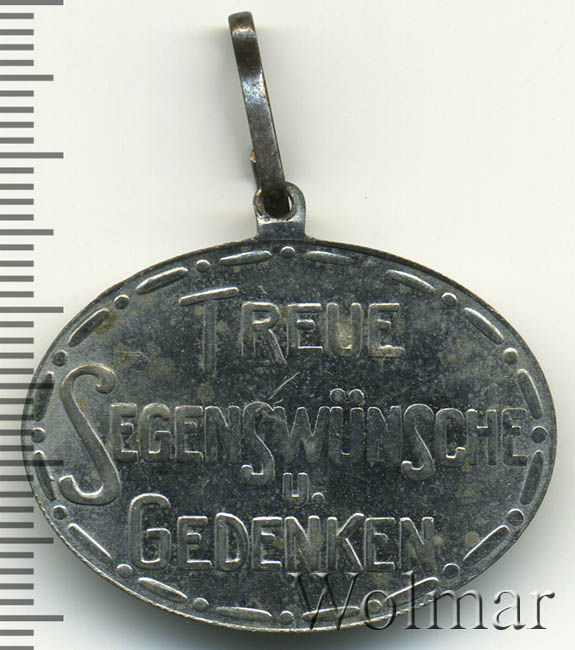 TREUE
SEGENSWÜNSCHE
u.
GEDENKEN
Wolmar